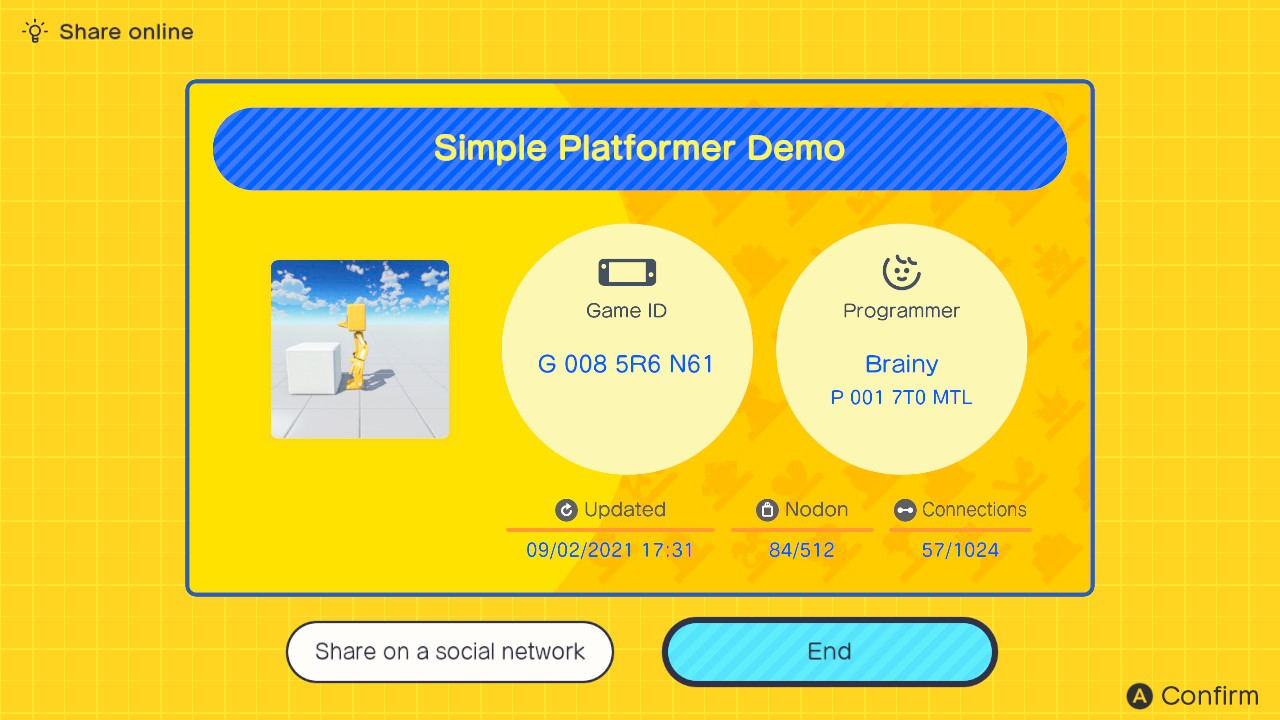 Share online
Simple Platformer Demo
Game ID
G 008 5R6 N61
Programmer
Brainy
P 001 7T0 MTL
Updated
09/02/2021 17:31
Nodon
84/512
Connections
57/1024
Share on a social network
End
A Confirm